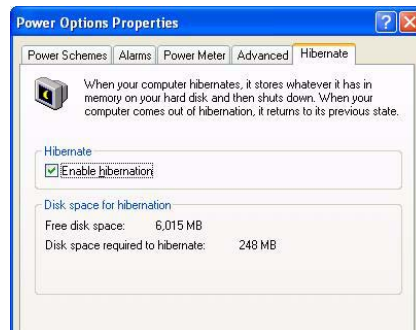 Power Options Properties
Power Schemes Alarms Power Meter Advanced Hibernate
When your computer hibernates, it stores whatever it has in
memory on your hard disk and then shuts down. When your
computer comes out of hibernation, it returns to its previous state.
Hibernate
Enable hibernation
Disk space for hibernation
Free disk space: 6,015 MB
Disk space required to hibernate: 248 MB